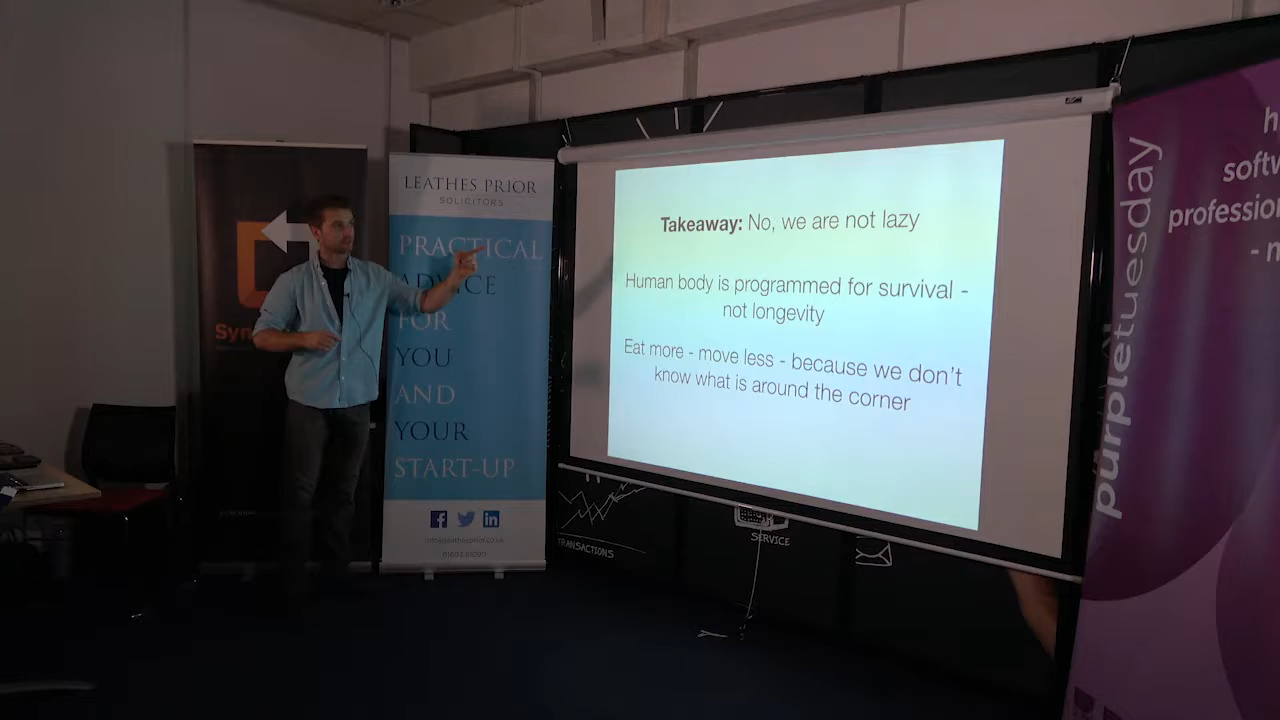 LEATHES PRIOR
SOLICITORS
PRACTICAL
ADVICE
FOR
YOU
AND
YOUR
START-UP
Takeaway: No, we are not lazy
Human body is programmed for survival -
not longevity
Eat more - move less - because we don't
know what is around the corner
TRANSACTIONS
SERVICE
purpletuesday